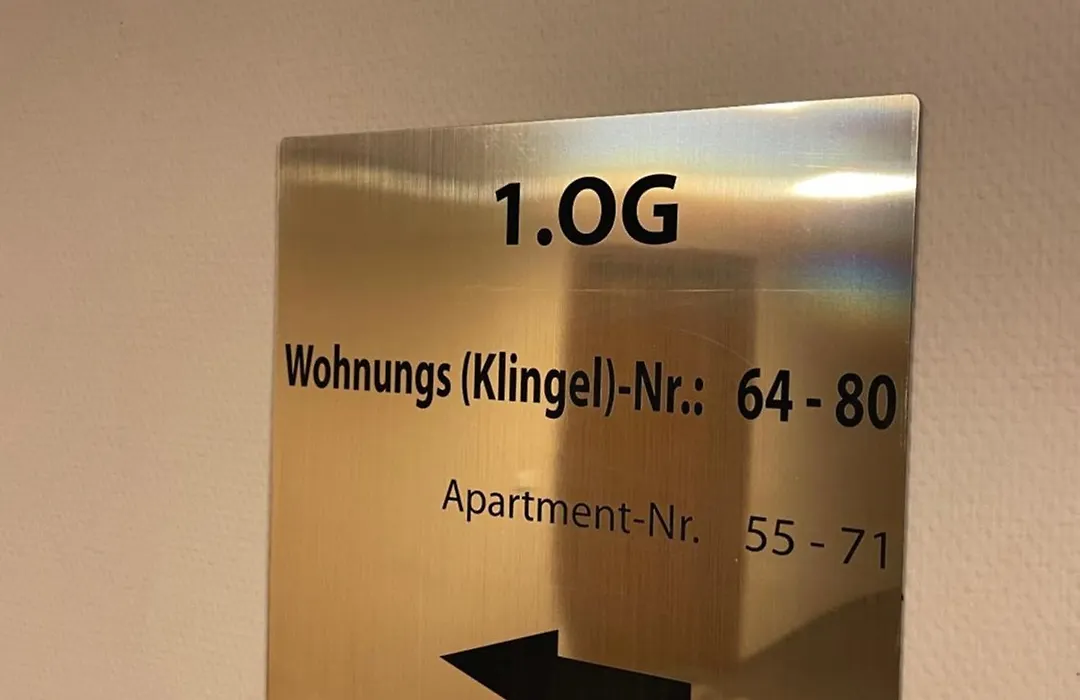 1.OG
Wohnungs (Klingel)-Nr.: 64 - 80
Apartment-Nr. 55 - 71